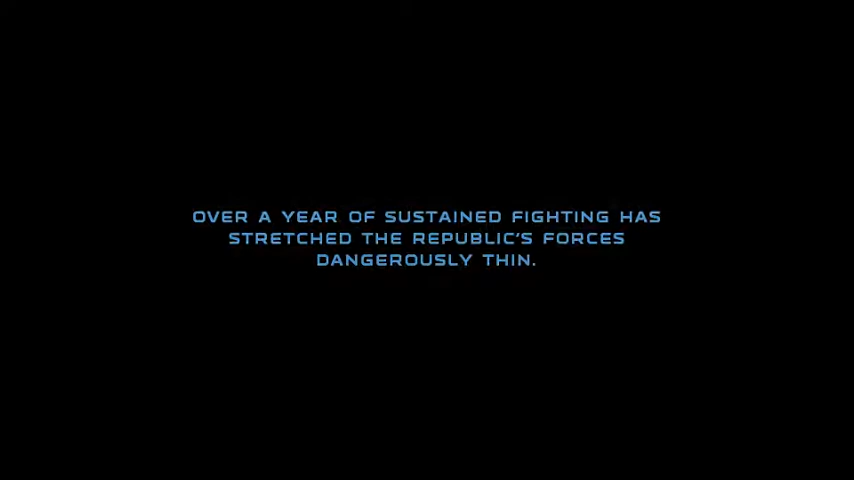 OVER A YEAR OF SUSTAINED FIGHTING HAS
STRETCHED THE REPUBLIC'S FORCES
DANGEROUSLY THIN.